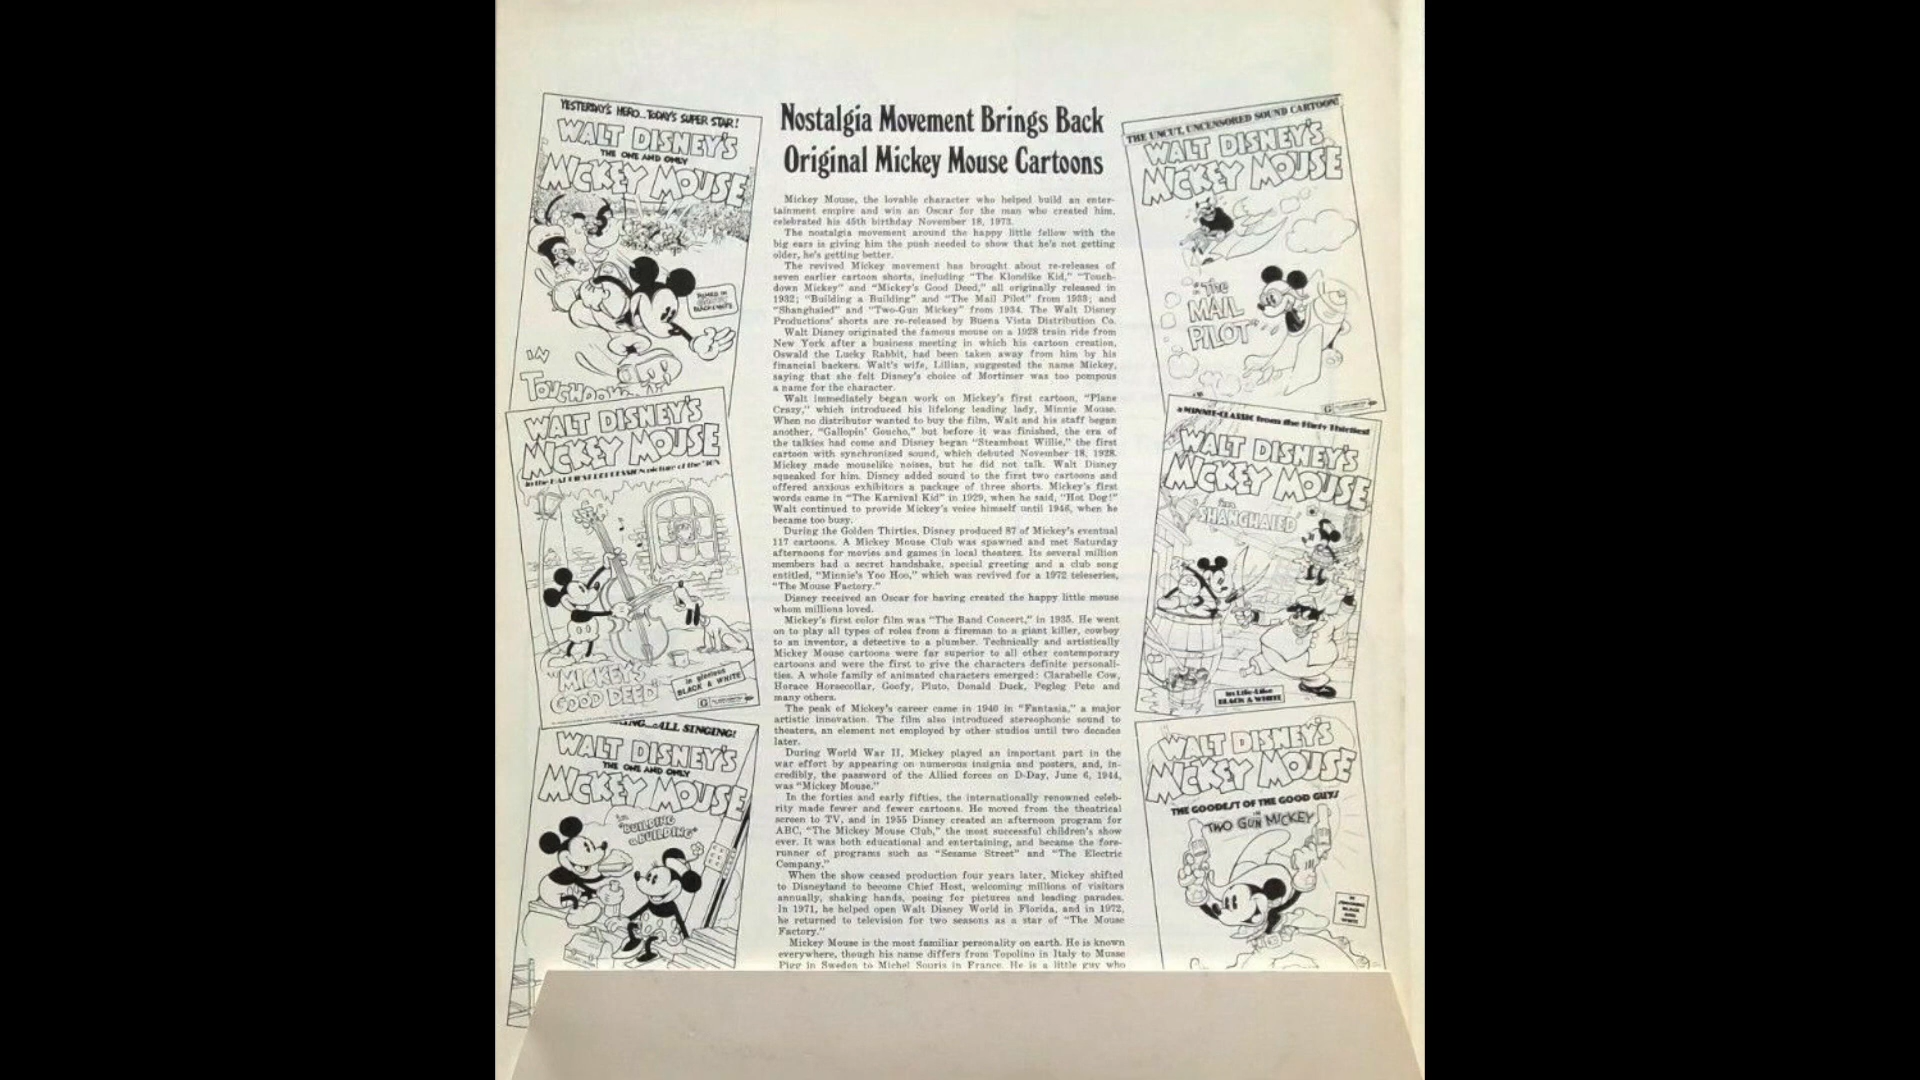 YESTERDAY'S HERO...TODAY'S SUPER STAR!
WALT DISNEY'S
THE ONE AND ONLY
MICKEY MOUSE
IN
TOUCHDOWN
WALT DISNEY'S
MICKEY MOUSE
in the HAPPIEST DEPRESSION picture of the '30's
"MICKEY'S
GOOD DEED"
in glorious
BLACK & WHITE
G
ALL SINGING!
WALT DISNEY'S
THE ONE AND ONLY
MICKEY MOUSE
in
"BUILDING
a BUILDING"
Nostalgia Movement Brings Back
Original Mickey Mouse Cartoons
Mickey Mouse, the lovable character who helped build an enter-
tainment empire and win an Oscar for the man who created him,
celebrated his 45th birthday November 18, 1973.
The nostalgia movement around the happy little fellow with the
big ears is giving him the push needed to show that he's not getting
older, he's getting better.
The revived Mickey movement has brought about re-releases of
seven earlier cartoon shorts, including "The Klondike Kid," "Touch-
down Mickey" and "Mickey's Good Deed," all originally released in
1932; "Building a Building" and "The Mail Pilot" from 1933; and
"Shanghaied" and "Two-Gun Mickey" from 1934. The Walt Disney
Productions' shorts are re-released by Buena Vista Distribution Co.
Walt Disney originated the famous mouse on a 1928 train ride from
New York after a business meeting in which his cartoon creation,
Oswald the Lucky Rabbit, had been taken away from him by his
financial backers. Walt's wife, Lillian, suggested the name Mickey,
saying that she felt Disney's choice of Mortimer was too pompous
a name for the character.
Walt immediately began work on Mickey's first cartoon, "Plane
Crazy," which introduced his lifelong leading lady, Minnie Mouse.
When no distributor wanted to buy the film, Walt and his staff began
another, "Gallopin' Goucho," but before it was finished, the era of
the talkies had come and Disney began "Steamboat Willie," the first
cartoon with synchronized sound, which debuted November 18, 1928.
Mickey made mouselike noises, but he did not talk. Walt Disney
squeaked for him. Disney added sound to the first two cartoons and
offered anxious exhibitors a package of three shorts. Mickey's first
words came in "The Karnival Kid" in 1929, when he said, "Hot Dog!"
Walt continued to provide Mickey's voice himself until 1946, when he
became too busy.
During the Golden Thirties, Disney produced 87 of Mickey's eventual
117 cartoons. A Mickey Mouse Club was spawned and met Saturday
afternoons for movies and games in local theaters. Its several million
members had a secret handshake, special greeting and a club song
entitled, "Minnie's Yoo Hoo," which was revived for a 1972 teleseries,
"The Mouse Factory."
Disney received an Oscar for having created the happy little mouse
whom millions loved.
Mickey's first color film was "The Band Concert," in 1935. He went
on to play all types of roles from a fireman to a giant killer, cowboy
to an inventor, a detective to a plumber. Technically and artistically
Mickey Mouse cartoons were far superior to all other contemporary
cartoons and were the first to give the characters definite personali-
ties. A whole family of animated characters emerged: Clarabelle Cow,
Horace Horsecollar, Goofy, Pluto, Donald Duck, Pegleg Pete and
many others.
The peak of Mickey's career came in 1940 in "Fantasia," a major
artistic innovation. The film also introduced stereophonic sound to
theaters, an element not employed by other studios until two decades
later.
During World War II, Mickey played an important part in the
war effort by appearing on numerous insignia and posters, and, in-
credibly, the password of the Allied forces on D-Day, June 6, 1944,
was "Mickey Mouse."
In the forties and early fifties, the internationally renowned celeb-
rity made fewer and fewer cartoons. He moved from the theatrical
screen to TV, and in 1955 Disney created an afternoon program for
ABC, "The Mickey Mouse Club," the most successful children's show
ever. It was both educational and entertaining, and became the fore-
runner of programs such as "Sesame Street" and "The Electric
Company."
When the show ceased production four years later, Mickey shifted
to Disneyland to become Chief Host, welcoming millions of visitors
annually, shaking hands, posing for pictures and leading parades.
In 1971, he helped open Walt Disney World in Florida, and in 1972,
he returned to television for two seasons as a star of "The Mouse
Factory."
Mickey Mouse is the most familiar personality on earth. He is known
everywhere, though his name differs from Topolino in Italy to Musse
Pigg in Sweden to Michel Souris in France. He is a little guy who
THE UNCUT, UNCENSORED SOUND CARTOON!
WALT DISNEY'S
MICKEY MOUSE
"The
MAIL
PILOT"
G
a MINNIE-CLASSIC from the Flirty Thirties!
WALT DISNEY'S
MICKEY MOUSE
in
"SHANGHAIED"
in Life-Like
BLACK & WHITE
WALT DISNEY'S
MICKEY MOUSE
THE GOODEST OF THE GOOD GUYS
in
"TWO GUN MICKEY"
IN
BLACK
AND
WHITE